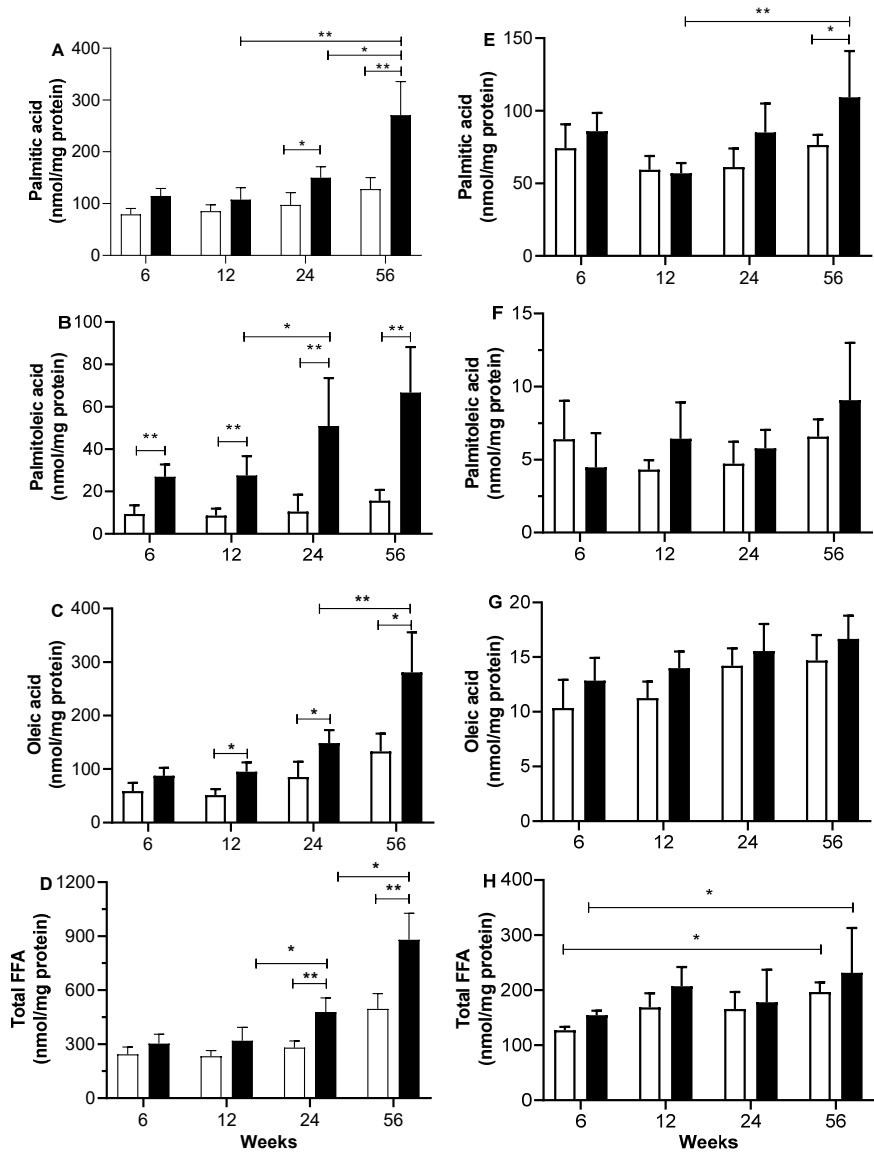 A
Palmitic acid
(nmol/mg protein)
400
300
200
100
0
**
*
**
*
6 12 24 56
E
Palmitic acid
(nmol/mg protein)
150
100
50
0
**
*
6 12 24 56
B
Palmitoleic acid
(nmol/mg protein)
100
80
60
40
20
0
*
**
**
**
**
6 12 24 56
F
Palmitoleic acid
(nmol/mg protein)
15
10
5
0
6 12 24 56
C
Oleic acid
(nmol/mg protein)
400
300
200
100
0
**
*
*
*
6 12 24 56
G
Oleic acid
(nmol/mg protein)
20
15
10
5
0
6 12 24 56
D
Total FFA
(nmol/mg protein)
1200
900
600
300
0
*
**
*
**
6 12 24 56
Weeks
H
Total FFA
(nmol/mg protein)
400
300
200
100
0
*
*
6 12 24 56
Weeks